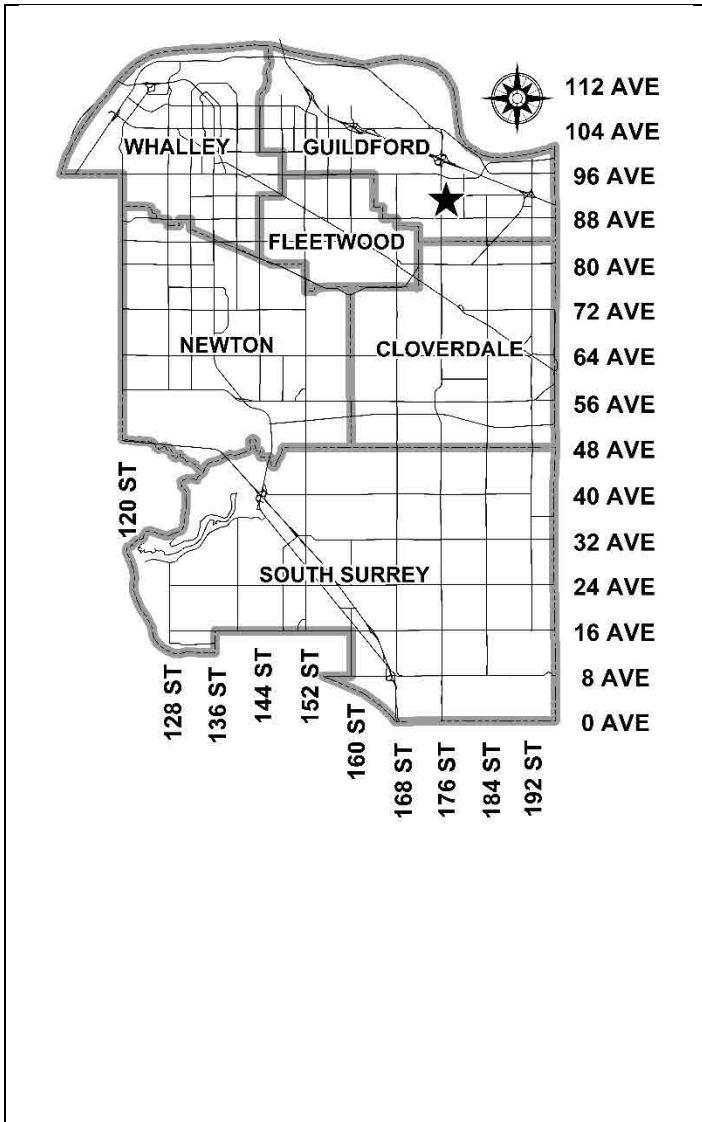 112 AVE
104 AVE
WHALLEY
GUILDFORD
96 AVE
88 AVE
FLEETWOOD
80 AVE
72 AVE
NEWTON
CLOVERDALE
64 AVE
56 AVE
48 AVE
120 ST
40 AVE
32 AVE
SOUTH SURREY
24 AVE
16 AVE
8 AVE
0 AVE
128 ST
136 ST
144 ST
152 ST
160 ST
168 ST
176 ST
184 ST
192 ST